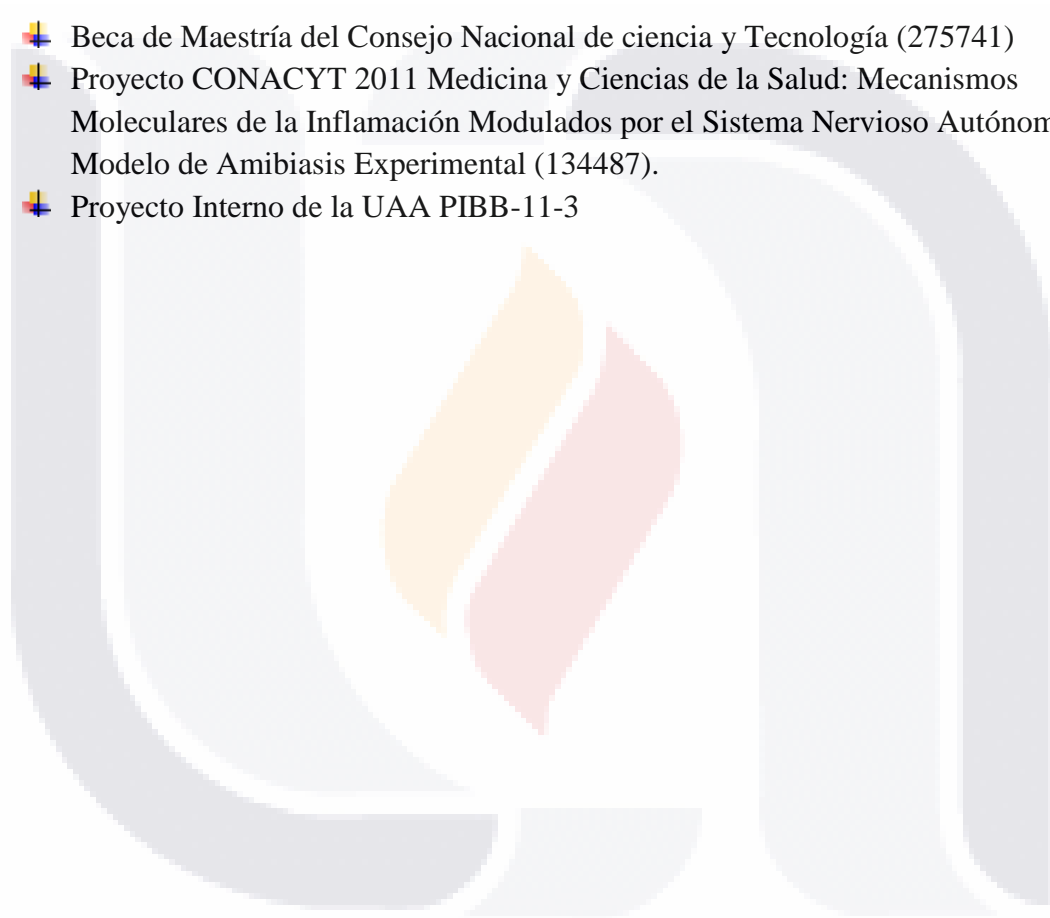 Beca de Maestría del Consejo Nacional de ciencia y Tecnología (275741)
Proyecto CONACYT 2011 Medicina y Ciencias de la Salud: Mecanismos
Moleculares de la Inflamación Modulados por el Sistema Nervioso Autónom
Modelo de Amibiasis Experimental (134487).
Proyecto Interno de la UAA PIBB-11-3